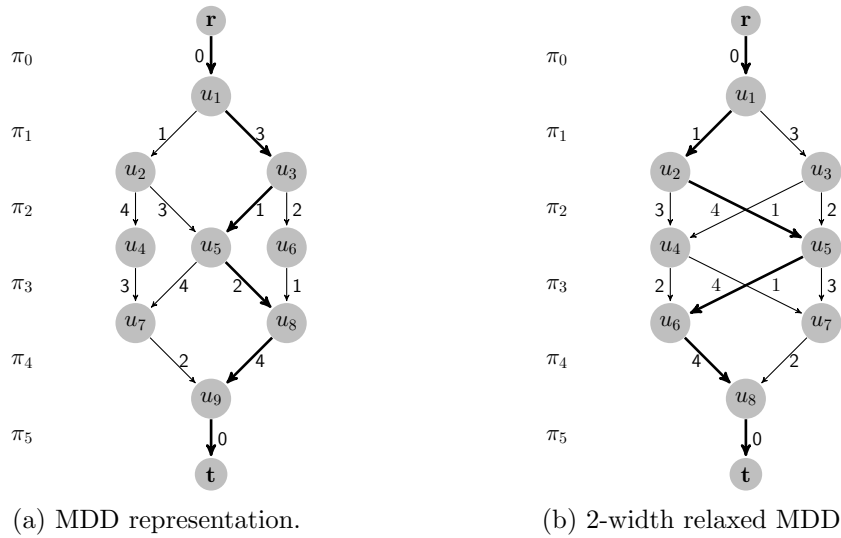 r
π₀ 0
u₁
π₁ 1 3
u₂ u₃
π₂ 4 3 1 2
u₄ u₅ u₆
π₃ 3 4 2 1
u₇ u₈
π₄ 2 4
u₉
π₅ 0
t
(a) MDD representation.
r
π₀ 0
u₁
π₁ 1 3
u₂ u₃
π₂ 3 4 1 2
u₄ u₅
π₃ 2 4 1 3
u₆ u₇
π₄ 4 2
u₈
π₅ 0
t
(b) 2-width relaxed MDD